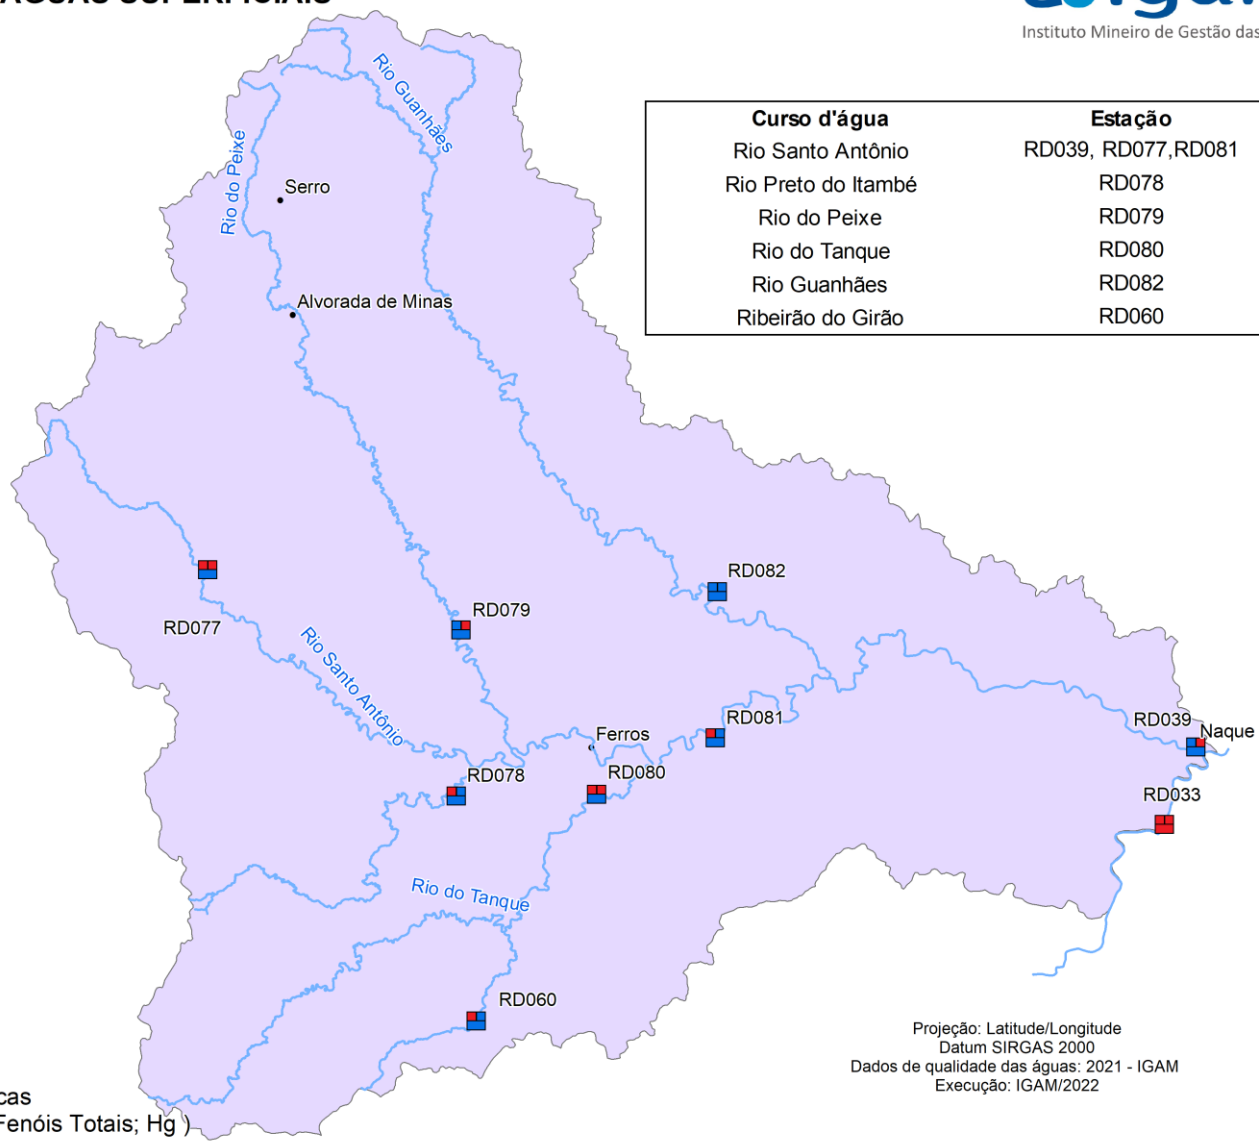 ÁGUAS SUPERFICIAIS
igam
Instituto Mineiro de Gestão das
Curso d'água Estação
Rio Santo Antônio RD039, RD077,RD081
Rio Preto do Itambé RD078
Rio do Peixe RD079
Rio do Tanque RD080
Rio Guanhães RD082
Ribeirão do Girão RD060
Rio Guanhães
Rio do Peixe
Serro
Alvorada de Minas
RD082
RD079
RD077
Rio Santo Antônio
RD081
RD039
Naque
Ferros
RD078
RD080
RD033
Rio do Tanque
RD060
Projeção: Latitude/Longitude
Datum SIRGAS 2000
Dados de qualidade das águas: 2021 - IGAM
Execução: IGAM/2022
cas
Fenóis Totais; Hg )